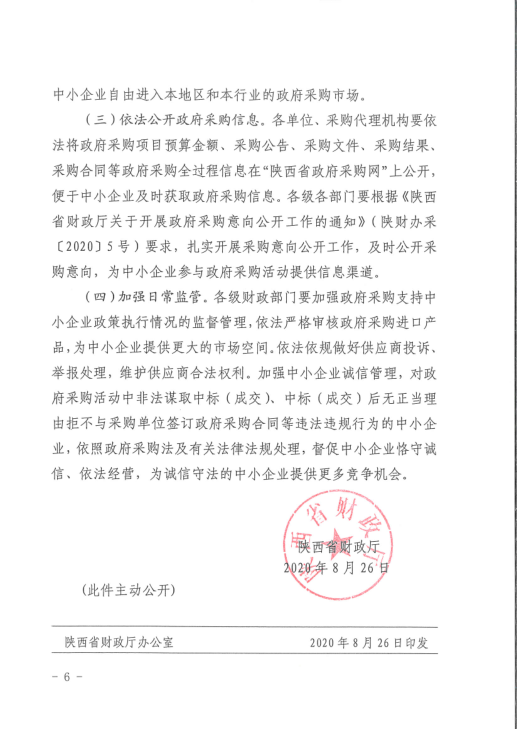 中小企业自由进入本地区和本行业的政府采购市场。
（三）依法公开政府采购信息。各单位、采购代理机构要依
法将政府采购项目预算金额、采购公告、采购文件、采购结果、
采购合同等政府采购全过程信息在“陕西省政府采购网”上公开，
便于中小企业及时获取政府采购信息。各级各部门要根据《陕西
省财政厅关于开展政府采购意向公开工作的通知》（陕财办采
〔2020〕5号）要求，扎实开展采购意向公开工作，及时公开采
购意向，为中小企业参与政府采购活动提供信息渠道。
（四）加强日常监管。各级财政部门要加强政府采购支持中
小企业政策执行情况的监督管理，依法严格审核政府采购进口产
品，为中小企业提供更大的市场空间。依法依规做好供应商投诉、
举报处理，维护供应商合法权利。加强中小企业诚信管理，对政
府采购活动中非法谋取中标（成交）、中标（成交）后无正当理
由拒不与采购单位签订政府采购合同等违法违规行为的中小企
业，依照政府采购法及有关法律法规处理，督促中小企业恪守诚
信、依法经营，为诚信守法的中小企业提供更多竞争机会。
陕西省财政厅
陕西省财政厅
2020年8月26日
（此件主动公开）
陕西省财政厅办公室 2020年8月26日印发
- 6 -